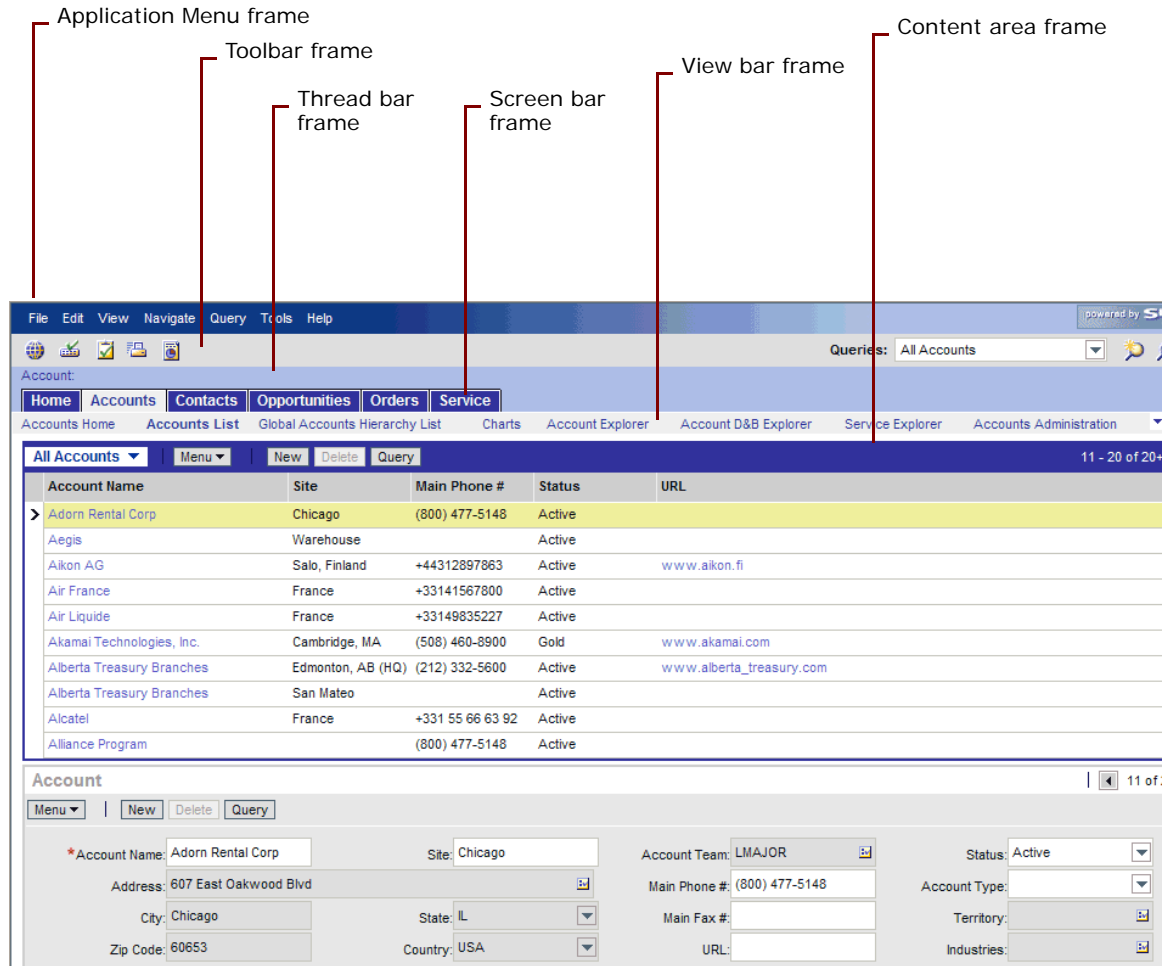 Application Menu frame
Content area frame
Toolbar frame
View bar frame
Thread bar frame
Screen bar frame
File Edit View Navigate Query Tools Help
powered by
Queries: All Accounts
Account:
Home Accounts Contacts Opportunities Orders Service
Accounts Home Accounts List Global Accounts Hierarchy List Charts Account Explorer Account D&B Explorer Service Explorer Accounts Administration
All Accounts Menu New Delete Query 11 - 20 of 20+
Account Name Site Main Phone # Status URL
Adorn Rental Corp Chicago (800) 477-5148 Active
Aegis Warehouse Active
Aikon AG Salo, Finland +44312897863 Active www.aikon.fi
Air France France +33141567800 Active
Air Liquide France +33149835227 Active
Akamai Technologies, Inc. Cambridge, MA (508) 460-8900 Gold www.akamai.com
Alberta Treasury Branches Edmonton, AB (HQ) (212) 332-5600 Active www.alberta_treasury.com
Alberta Treasury Branches San Mateo Active
Alcatel France +331 55 66 63 92 Active
Alliance Program (800) 477-5148 Active
Account 11 of
Menu New Delete Query
*Account Name: Adorn Rental Corp Site: Chicago Account Team: LMAJOR Status: Active
Address: 607 East Oakwood Blvd Main Phone #: (800) 477-5148 Account Type:
City: Chicago State: IL Main Fax #: Territory:
Zip Code: 60653 Country: USA URL: Industries: